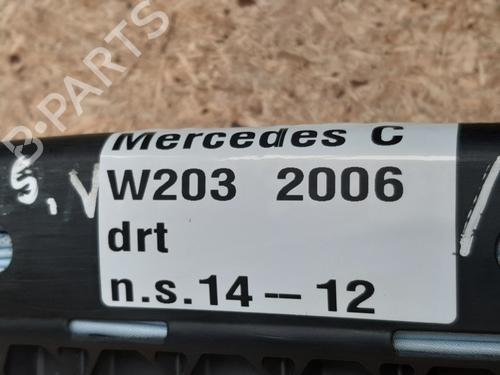 Mercedes C
W203 2006
drt
n.s.14-12
B-PARTS